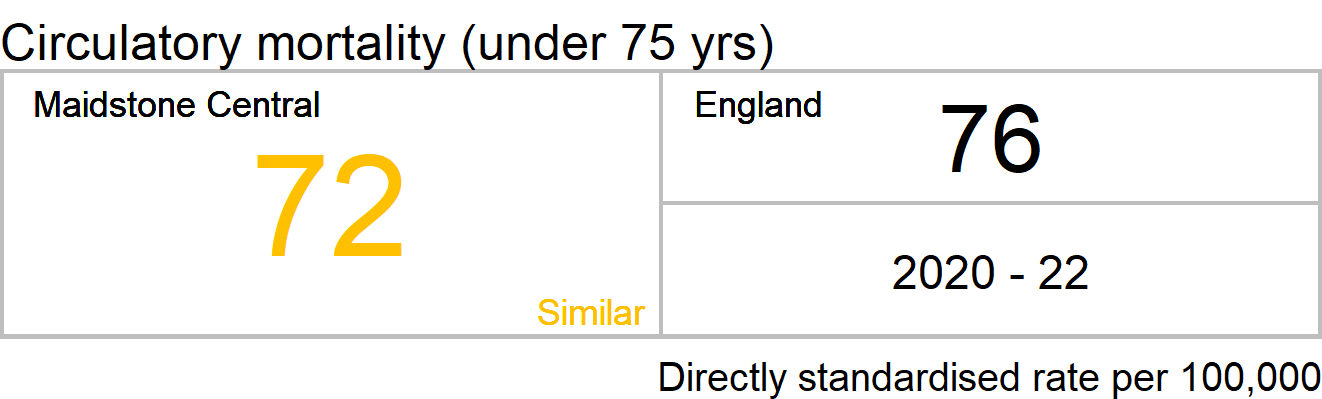 Circulatory mortality (under 75 yrs)
Maidstone Central
72
Similar
England
76
2020 - 22
Directly standardised rate per 100,000